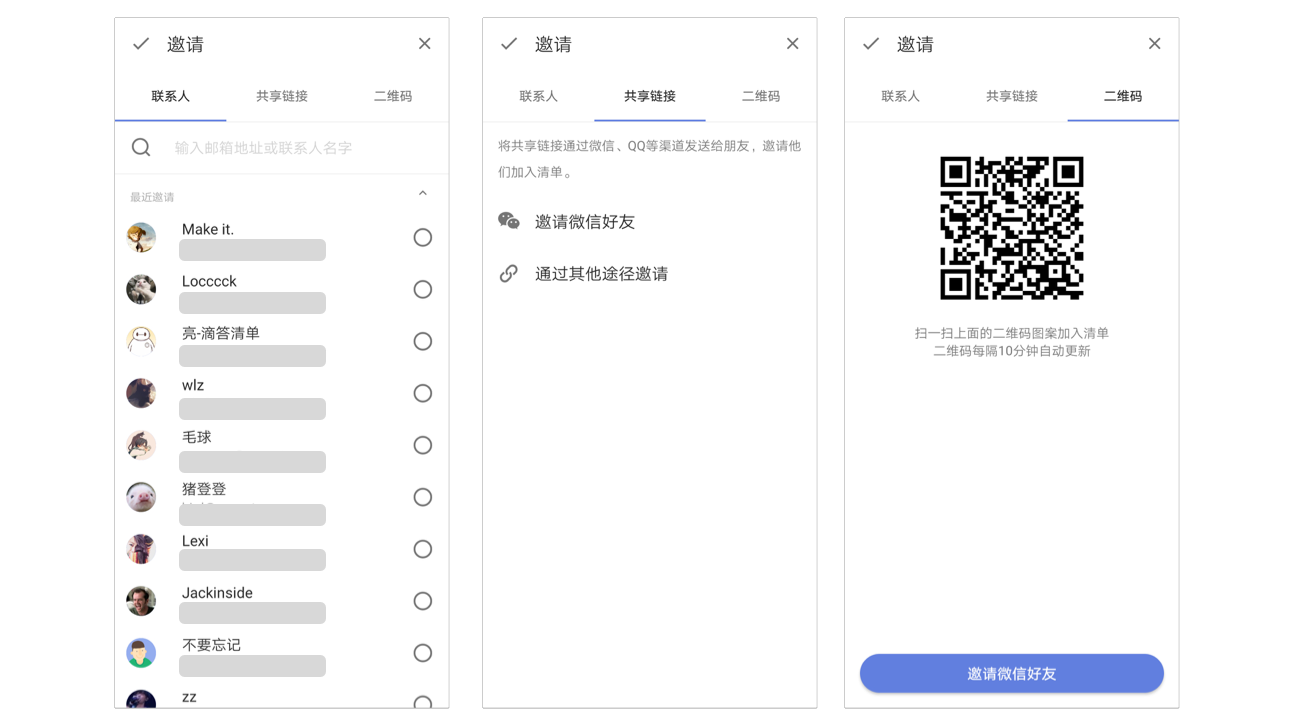 邀请
联系人 共享链接 二维码
输入邮箱地址或联系人名字
最近邀请
Make it.
Locccck
亮-滴答清单
wlz
毛球
猪登登
Lexi
Jackinside
不要忘记
zz
邀请
联系人 共享链接 二维码
将共享链接通过微信、QQ等渠道发送给朋友，邀请他
们加入清单。
邀请微信好友
通过其他途径邀请
邀请
联系人 共享链接 二维码
扫一扫上面的二维码图案加入清单
二维码每隔10分钟自动更新
邀请微信好友